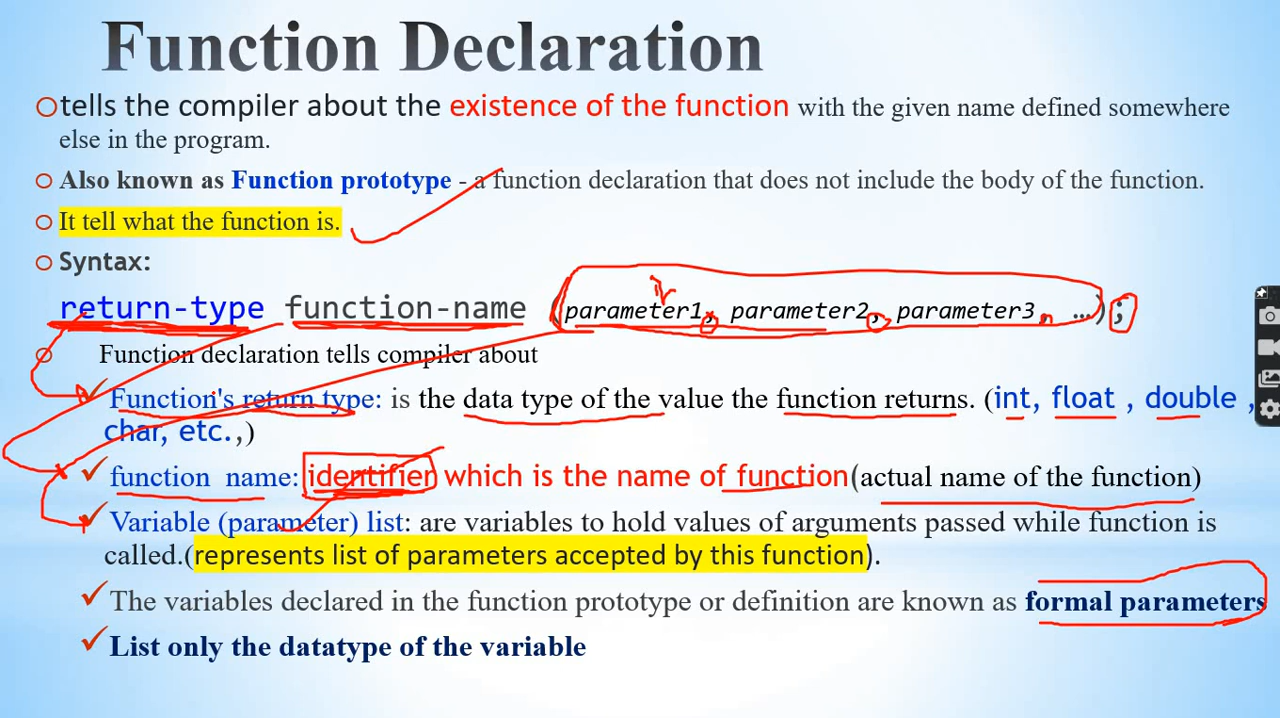 Function Declaration
tells the compiler about the existence of the function with the given name defined somewhere
else in the program.
Also known as Function prototype - a function declaration that does not include the body of the function.
It tell what the function is.
Syntax:
return-type function-name (parameter1, parameter2, parameter3, …);
Function declaration tells compiler about
Function's return type: is the data type of the value the function returns. (int, float , double ,
char, etc.,)
function name: identifier which is the name of function(actual name of the function)
Variable (parameter) list: are variables to hold values of arguments passed while function is
called.(represents list of parameters accepted by this function).
The variables declared in the function prototype or definition are known as formal parameters
List only the datatype of the variable